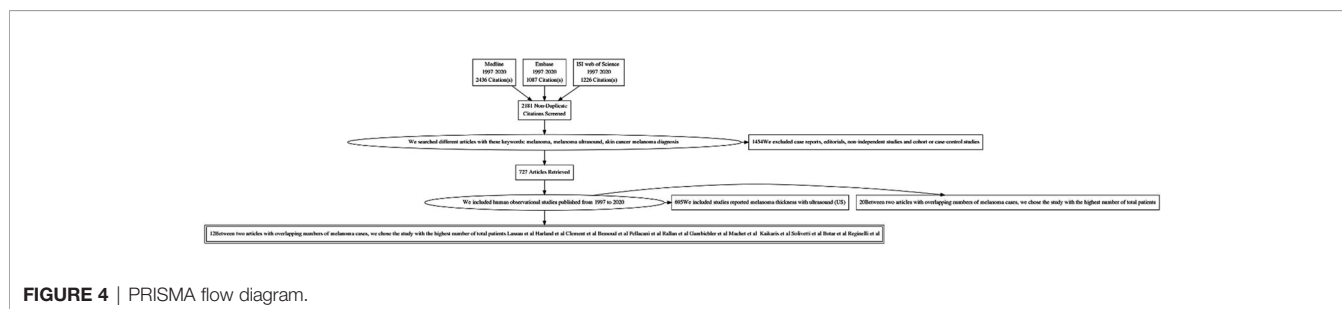 Medline
1997-2020
2436 Citation(s)
Embase
1997-2020
1087 Citation(s)
ISI web of Science
1997-2020
1226 Citation(s)
2181 Non-Duplicate
Citations Screened
We searched different articles with these keywords: melanoma, melanoma ultrasound, skin cancer melanoma diagnosis
1454We excluded case reports, editorials, non-independent studies and cohort or case-control studies
727 Articles Retrieved
We included human observational studies published from 1997 to 2020
695We included studies reported melanoma thickness with ultrasound (US)
20Between two articles with overlapping numbers of melanoma cases, we chose the study with the highest number of total patients
12Between two articles with overlapping numbers of melanoma cases, we chose the study with the highest number of total patients Lassau et al Harland et al Clement et al Bessoud et al Pellacani et al Rallan et al Guarbichler et al Machet et al Kaikaris et al Solivetti et al Botar et al Reginelli et al
FIGURE 4 | PRISMA flow diagram.